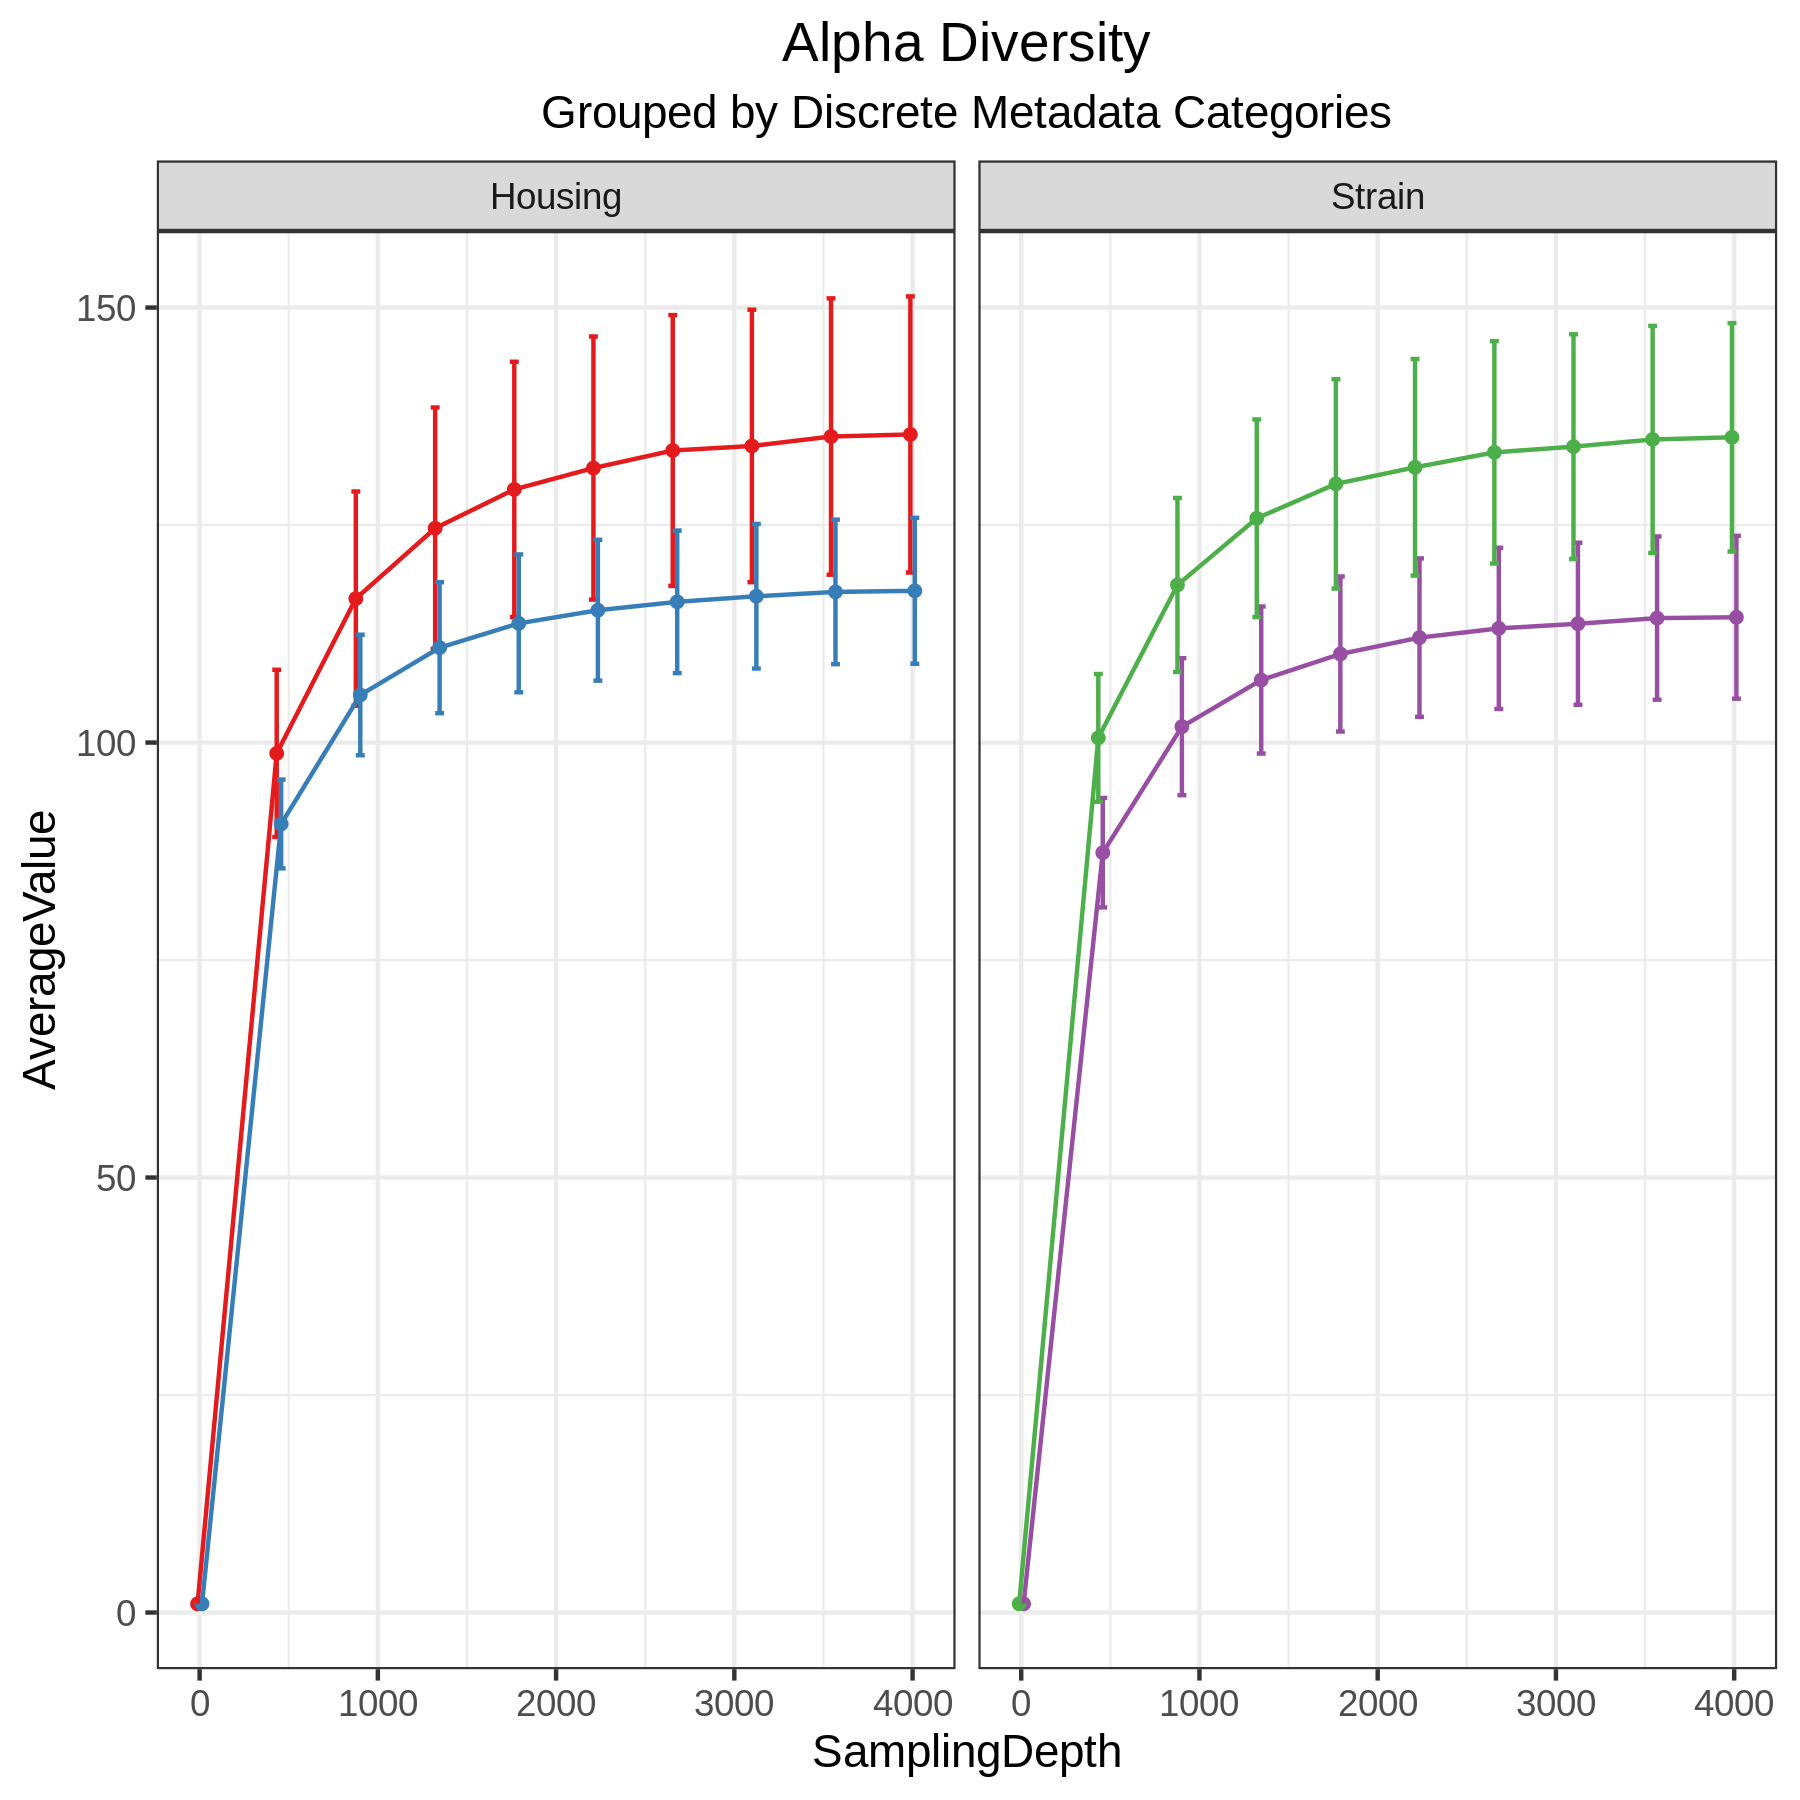 Alpha Diversity
Grouped by Discrete Metadata Categories
Housing
Strain
150
100
50
0
AverageValue
0 1000 2000 3000 4000
0 1000 2000 3000 4000
SamplingDepth